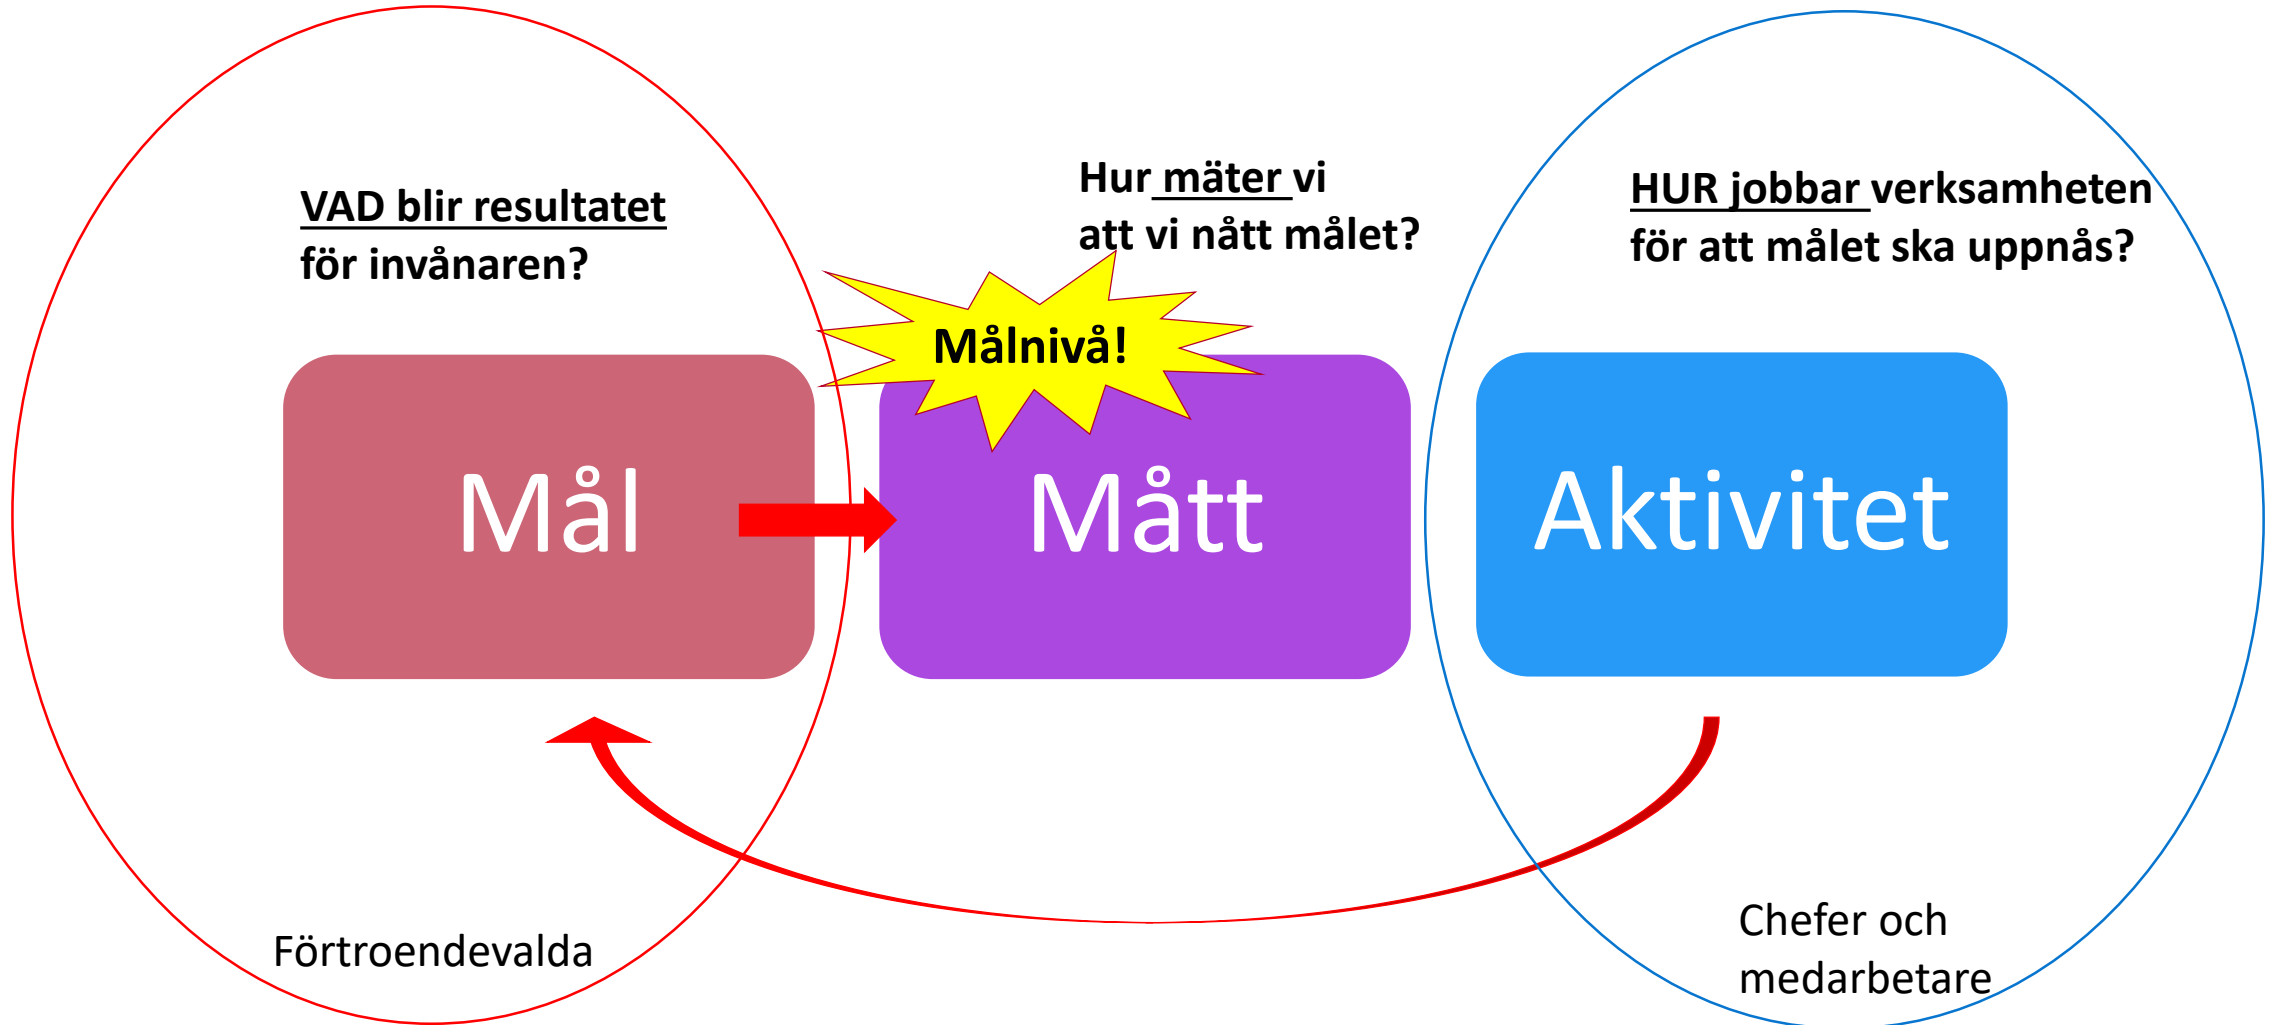 VAD blir resultatet
för invånaren?
Hur mäter vi
att vi nått målet?
HUR jobbar verksamheten
för att målet ska uppnås?
Målnivå!
Mål
Mått
Aktivitet
Förtroendevalda
Chefer och
medarbetare